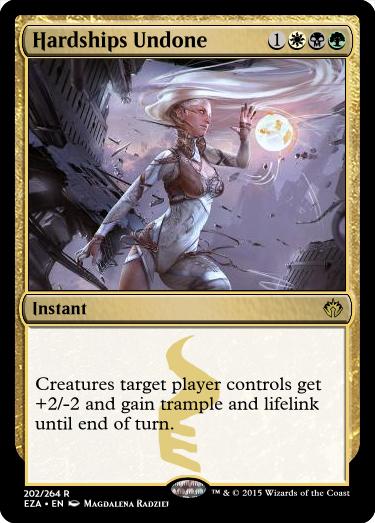 Hardships Undone 1
Instant
Creatures target player controls get
+2/-2 and gain trample and lifelink
until end of turn.
202/264 R
EZA • EN Magdalena Radziej
™ & © 2015 Wizards of the Coast